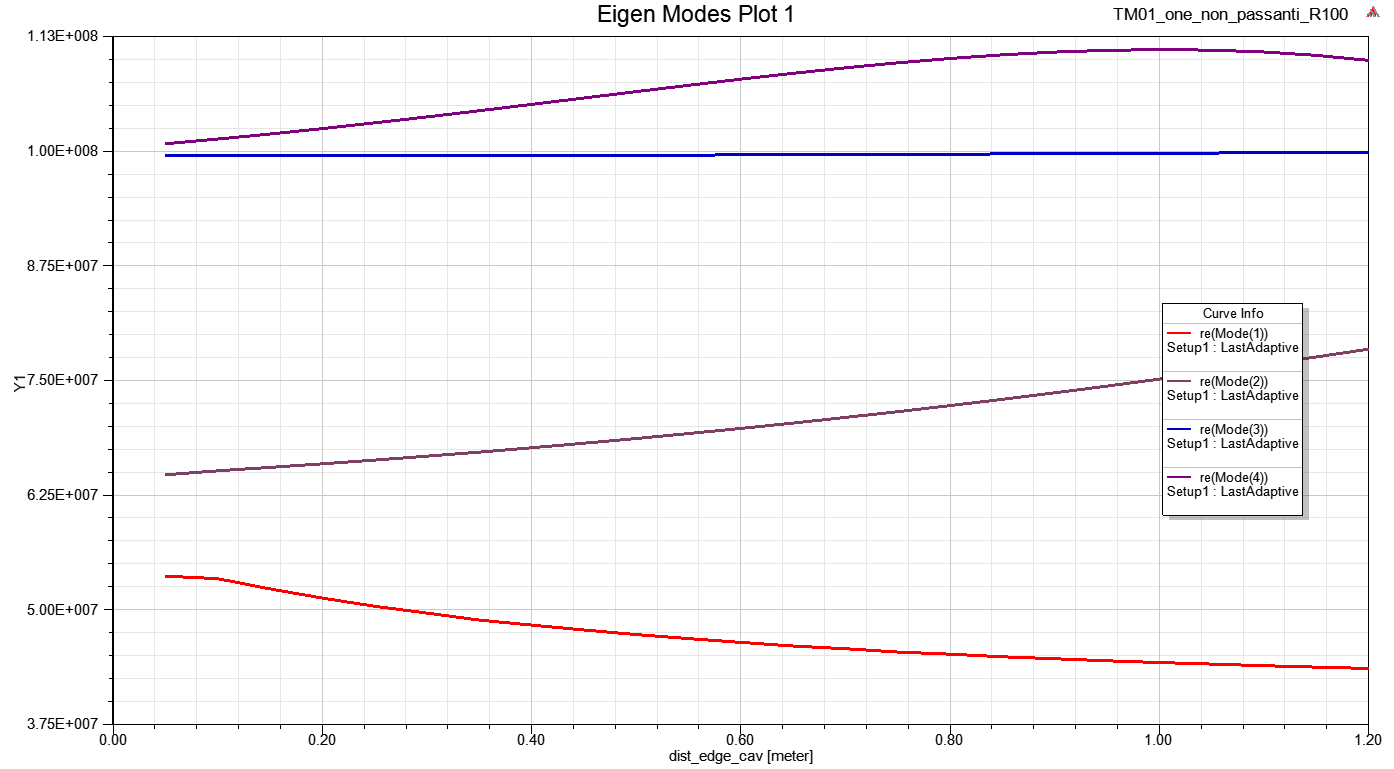 Eigen Modes Plot 1
TM01_one_non_passanti_R100
1.13E+008
1.00E+008
8.75E+007
7.50E+007
6.25E+007
5.00E+007
3.75E+007
Y1
Curve Info
re(Mode(1))
Setup1 : LastAdaptive
re(Mode(2))
Setup1 : LastAdaptive
re(Mode(3))
Setup1 : LastAdaptive
re(Mode(4))
Setup1 : LastAdaptive
0.00 0.20 0.40 0.60 0.80 1.00 1.20
dist_edge_cav [meter]